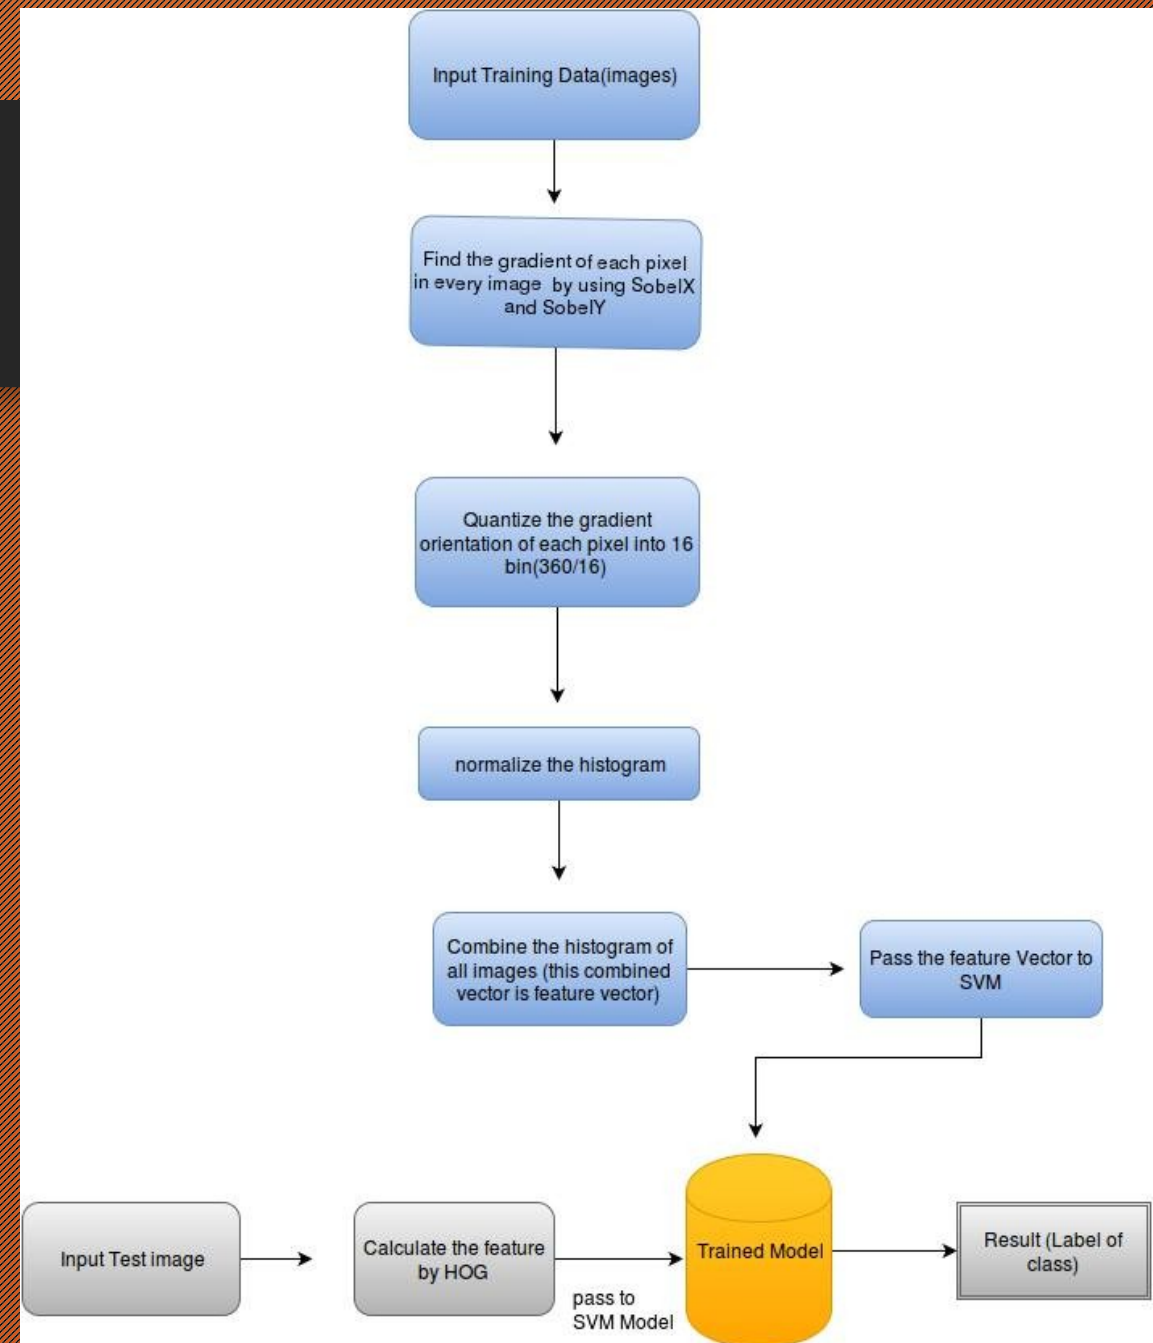 Input Training Data(images)
Find the gradient of each pixel
in every image by using SobelX
and SobelY
Quantize the gradient
orientation of each pixel into 16
bin(360/16)
normalize the histogram
Combine the histogram of
all images (this combined
vector is feature vector)
Pass the feature Vector to
SVM
Input Test image
Calculate the feature
by HOG
pass to
SVM Model
Trained Model
Result (Label of
class)